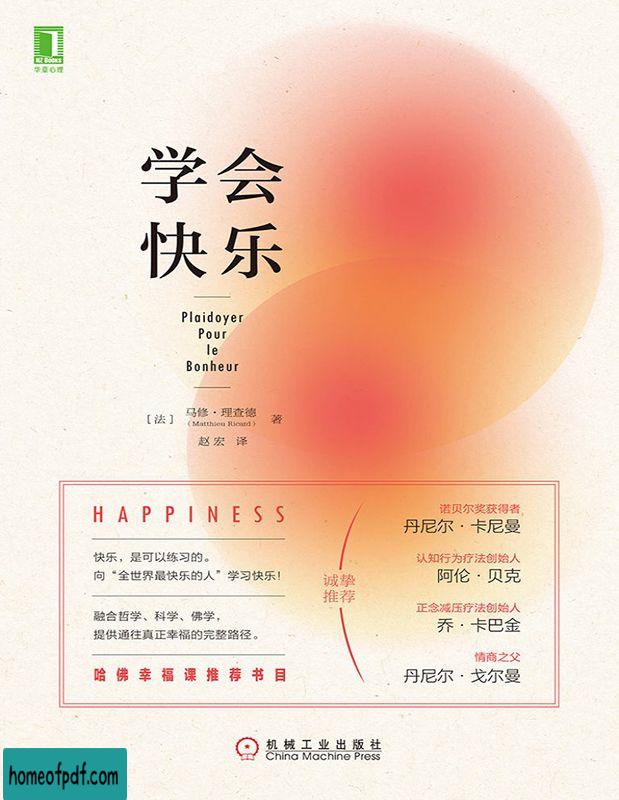 HZ Books
华章心理
学会
快乐
Plaidoyer
Pour
le
Bonheur
［法］ 马修·理查德 著
（Matthieu Ricard）
赵宏 译
HAPPINESS
快乐，是可以练习的。
向“全世界最快乐的人”学习快乐！
融合哲学、科学、佛学，
提供通往真正幸福的完整路径。
哈佛幸福课推荐书目
诚挚
推荐
诺贝尔奖获得者
丹尼尔·卡尼曼
认知行为疗法创始人
阿伦·贝克
正念减压疗法创始人
乔·卡巴金
情商之父
丹尼尔·戈尔曼
机械工业出版社
China Machine Press
homeofpdf.com